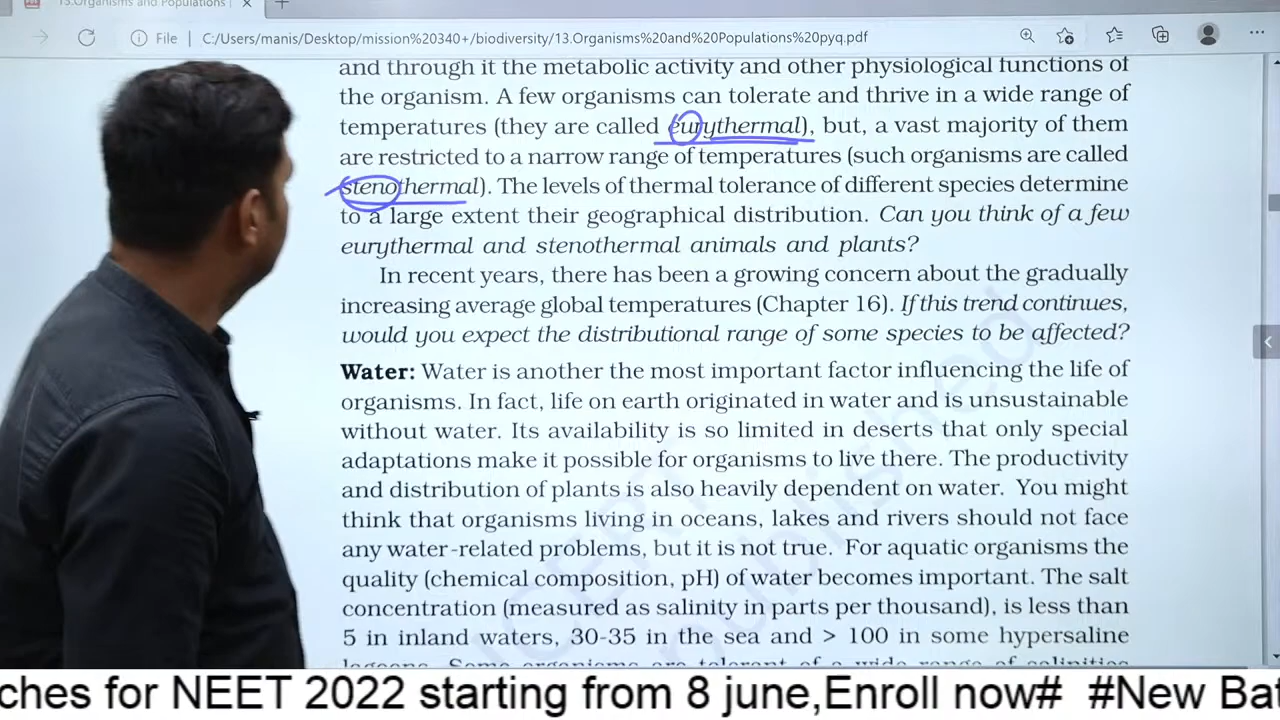 13.Organisms and Populations
File | C:/Users/manis/Desktop/mission%20340+/biodiversity/13.Organisms%20and%20Populations%20pyq.pdf
and through it the metabolic activity and other physiological functions of
the organism. A few organisms can tolerate and thrive in a wide range of
temperatures (they are called eurythermal), but, a vast majority of them
are restricted to a narrow range of temperatures (such organisms are called
stenothermal). The levels of thermal tolerance of different species determine
to a large extent their geographical distribution. Can you think of a few
eurythermal and stenothermal animals and plants?
In recent years, there has been a growing concern about the gradually
increasing average global temperatures (Chapter 16). If this trend continues,
would you expect the distributional range of some species to be affected?
Water: Water is another the most important factor influencing the life of
organisms. In fact, life on earth originated in water and is unsustainable
without water. Its availability is so limited in deserts that only special
adaptations make it possible for organisms to live there. The productivity
and distribution of plants is also heavily dependent on water. You might
think that organisms living in oceans, lakes and rivers should not face
any water-related problems, but it is not true. For aquatic organisms the
quality (chemical composition, pH) of water becomes important. The salt
concentration (measured as salinity in parts per thousand), is less than
5 in inland waters, 30-35 in the sea and > 100 in some hypersaline
lagoons. Some organisms are tolerant of a wide range of salinities
ches for NEET 2022 starting from 8 june,Enroll now# #New Bat